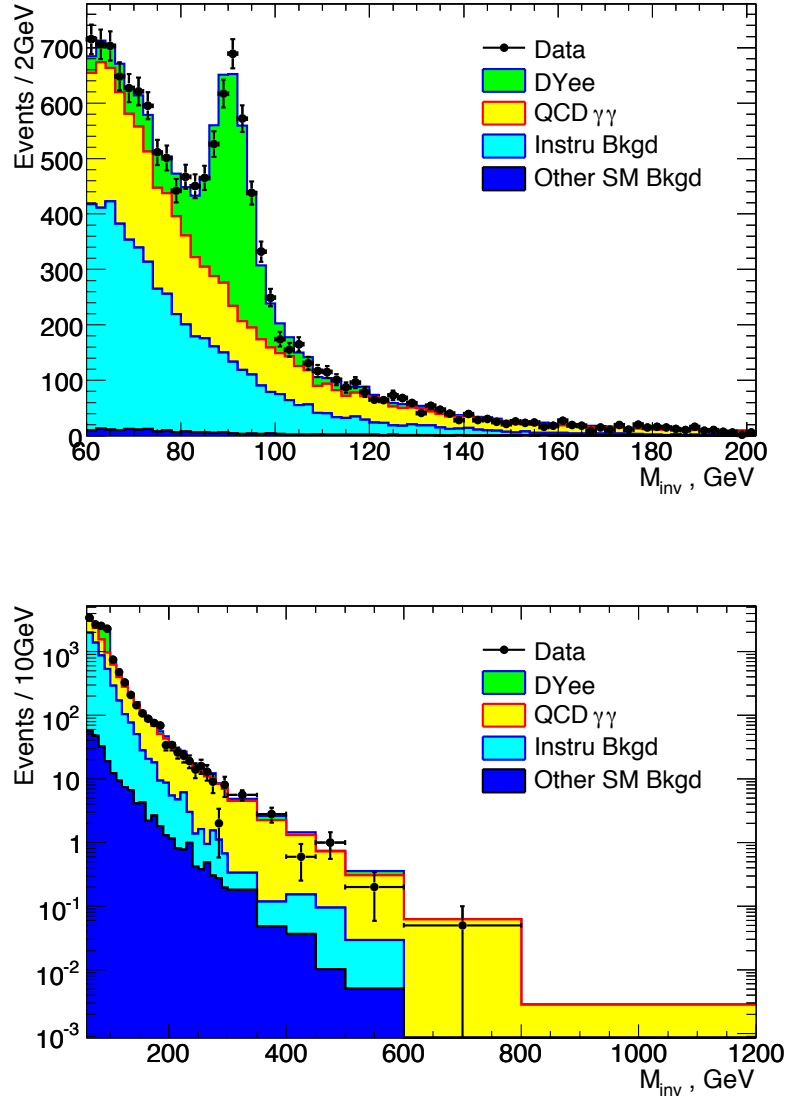 Events / 2GeV
700
600
500
400
300
200
100
0
60
80
100
120
140
160
180
200
M_inv , GeV
Data
DYee
QCD γγ
Instru Bkgd
Other SM Bkgd
Events / 10GeV
10^3
10^2
10
1
10^-1
10^-2
10^-3
200
400
600
800
1000
1200
M_inv , GeV
Data
DYee
QCD γγ
Instru Bkgd
Other SM Bkgd